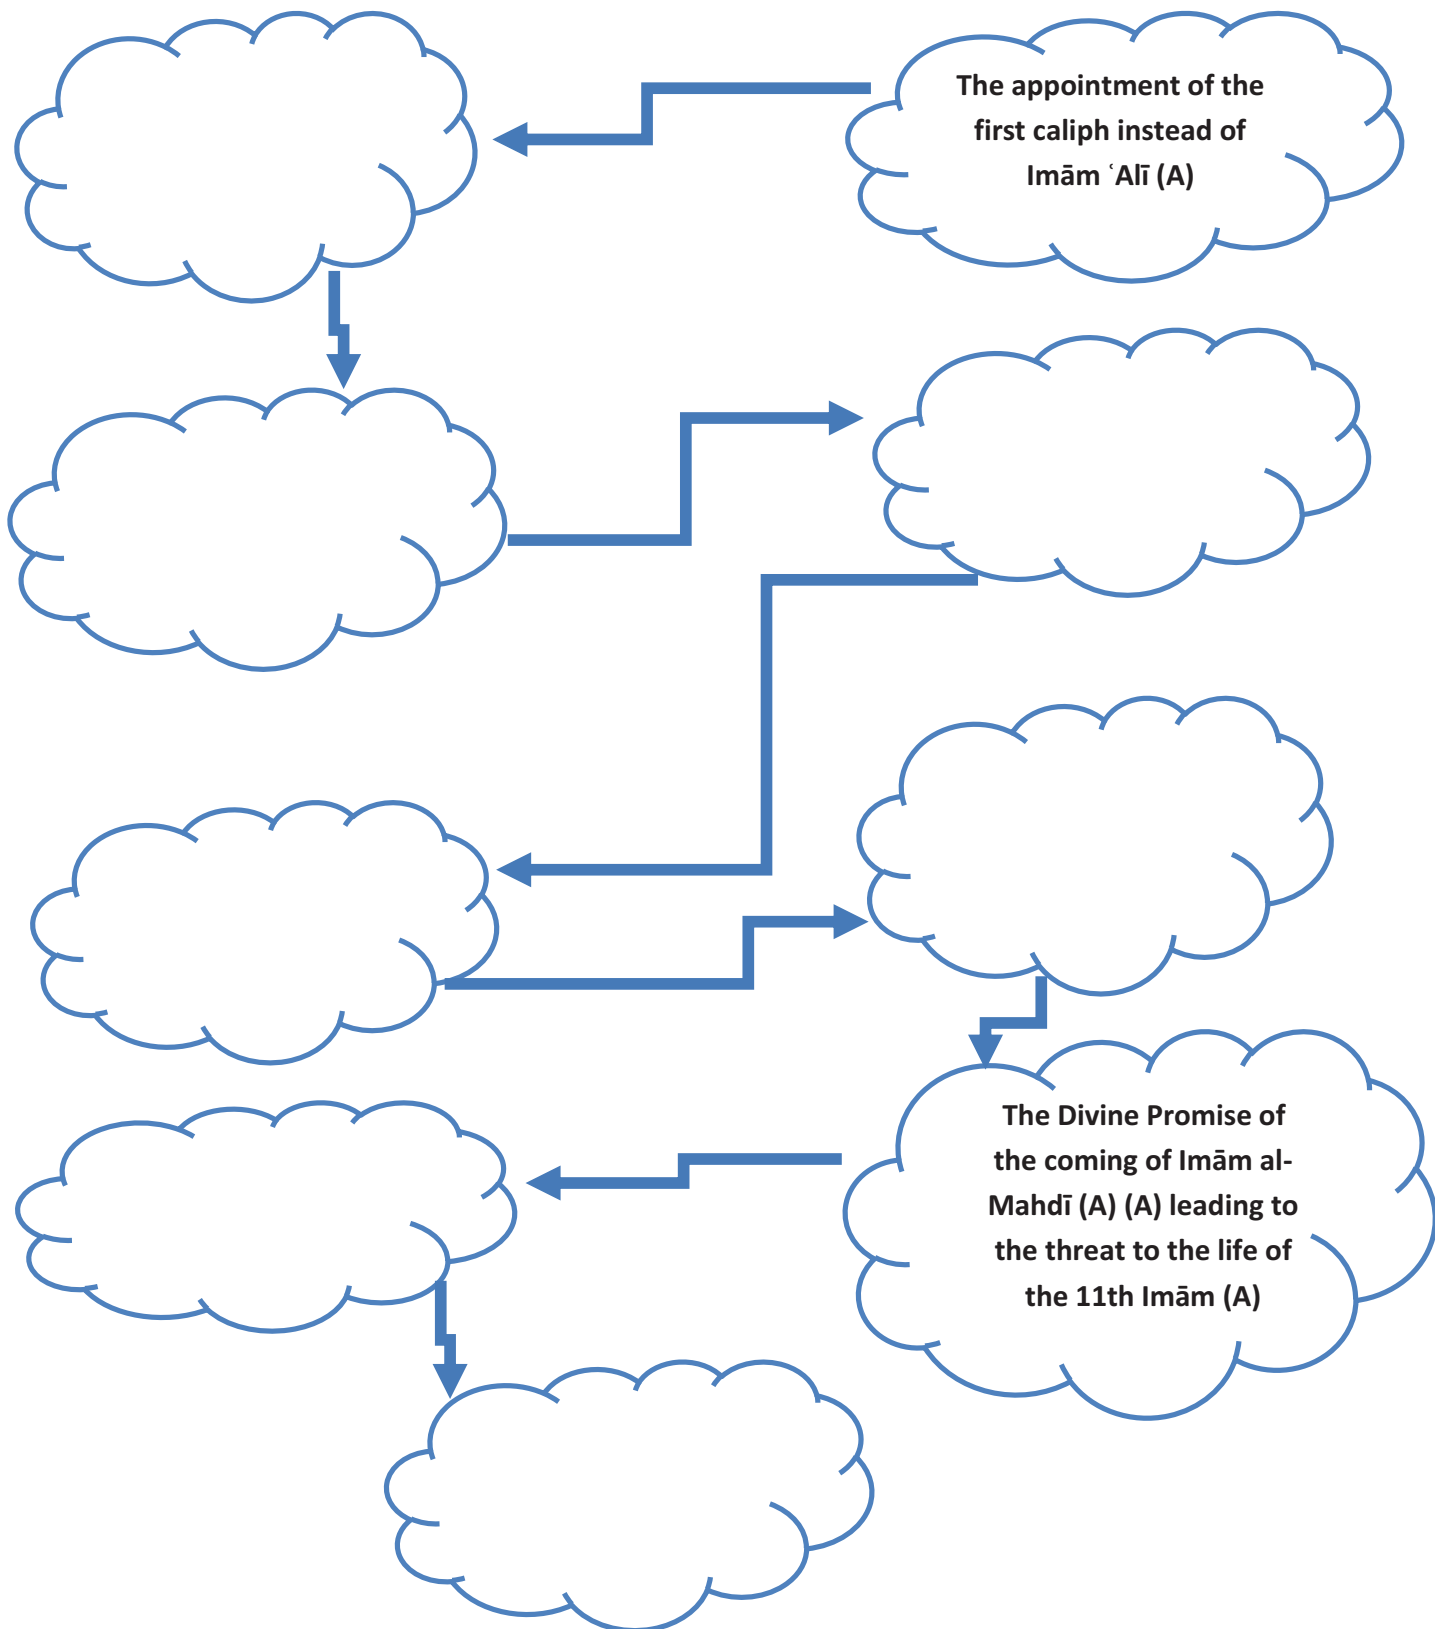 The appointment of the
first caliph instead of
Imām ʿAlī (A)
The Divine Promise of
the coming of Imām al-
Mahdī (A) (A) leading to
the threat to the life of
the 11th Imām (A)